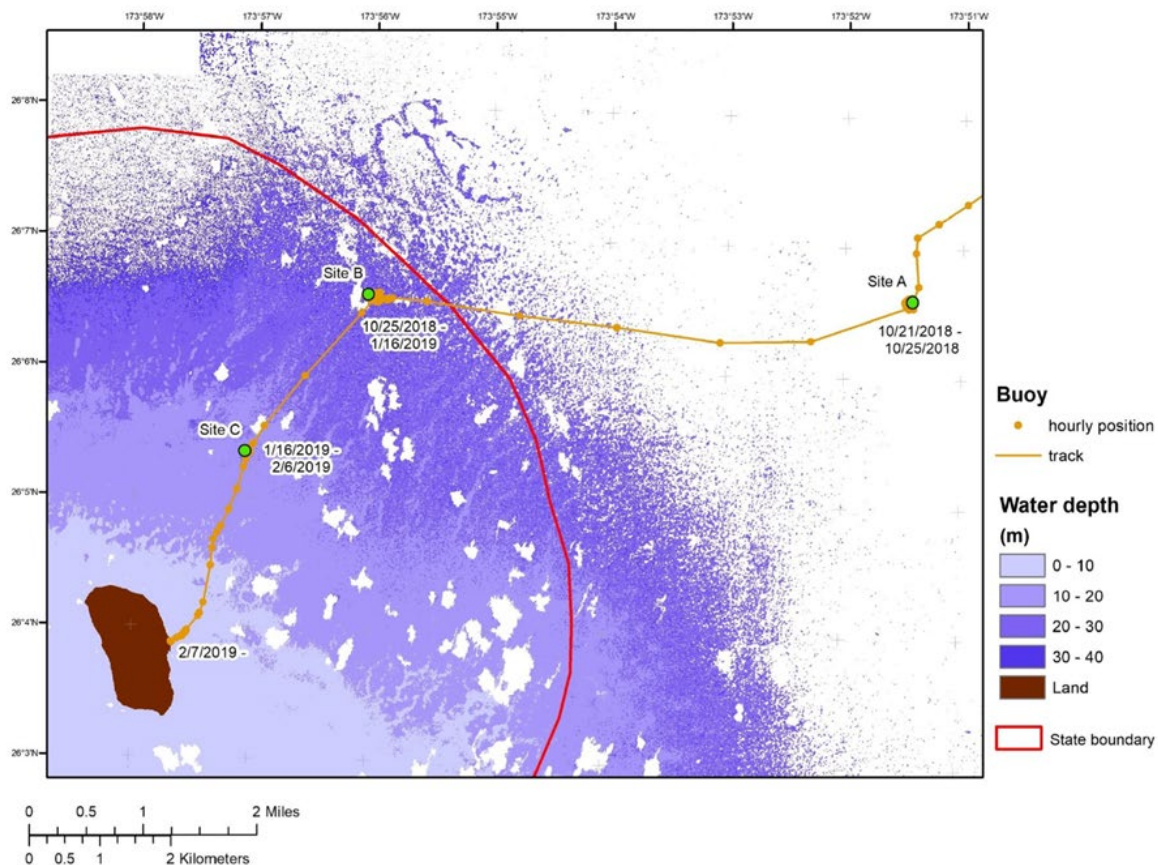 173°58'W 173°57'W 173°56'W 173°55'W 173°54'W 173°53'W 173°52'W 173°51'W
26°8'N
26°7'N
26°6'N
26°5'N
26°4'N
26°3'N
Site B
10/25/2018 -
1/16/2019
Site A
10/21/2018 -
10/25/2018
Site C
1/16/2019 -
2/6/2019
2/7/2019 -
Buoy
hourly position
track
Water depth
(m)
0 - 10
10 - 20
20 - 30
30 - 40
Land
State boundary
0 0.5 1 2 Miles
0 0.5 1 2 Kilometers